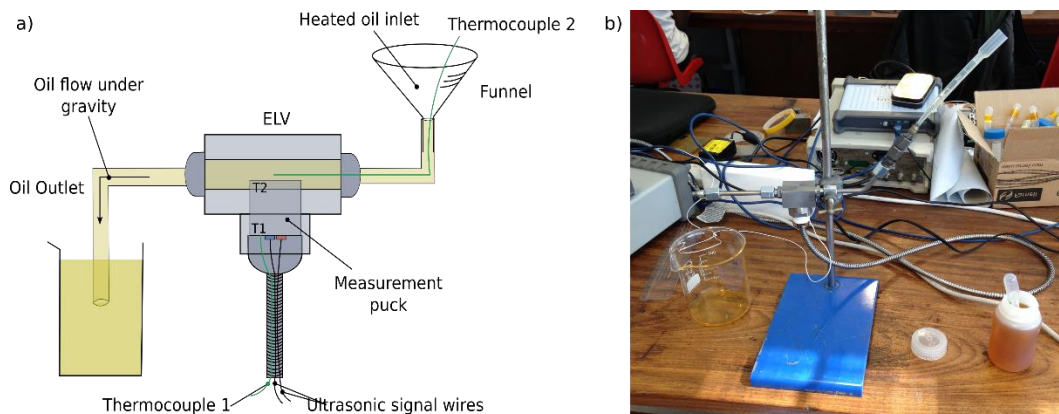 a)
Heated oil inlet
Thermocouple 2
Oil flow under
gravity
ELV
Funnel
Oil Outlet
T2
T1
Measurement
puck
Thermocouple 1
Ultrasonic signal wires
b)